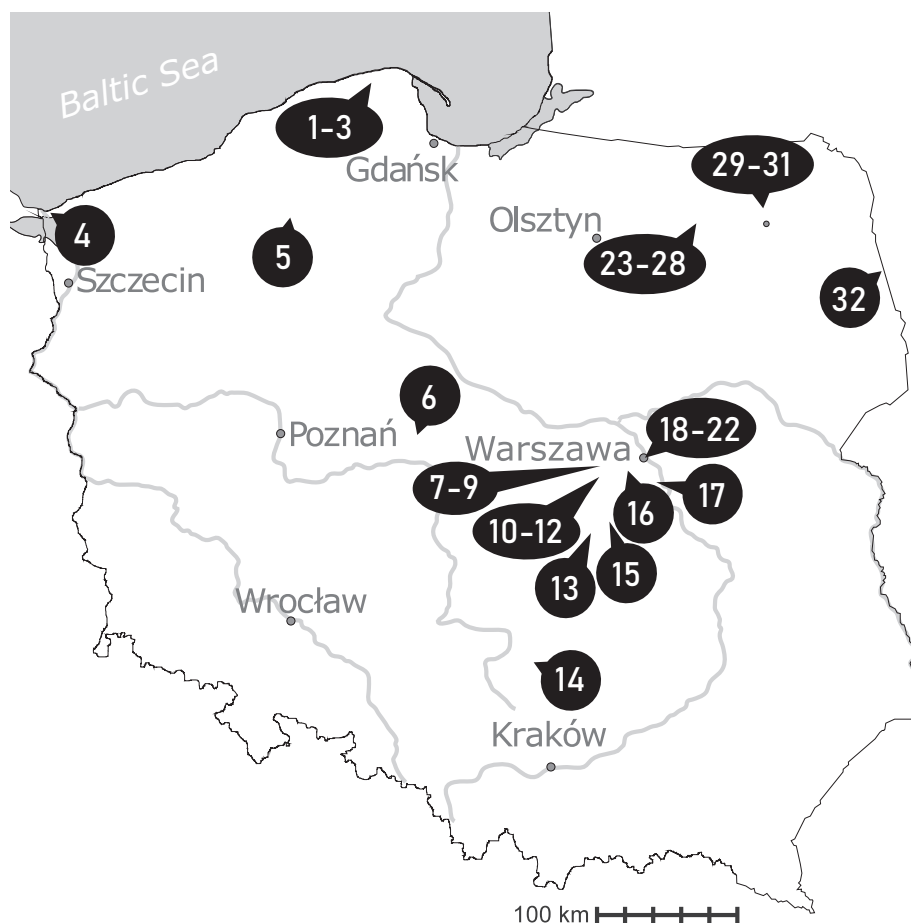 Baltic Sea
1-3
Gdańsk
29-31
Olsztyn
4
5
23-28
Szczecin
32
6
18-22
Poznań
Warszawa
7-9
17
16
10-12
13
15
Wrocław
14
Kraków
100 km